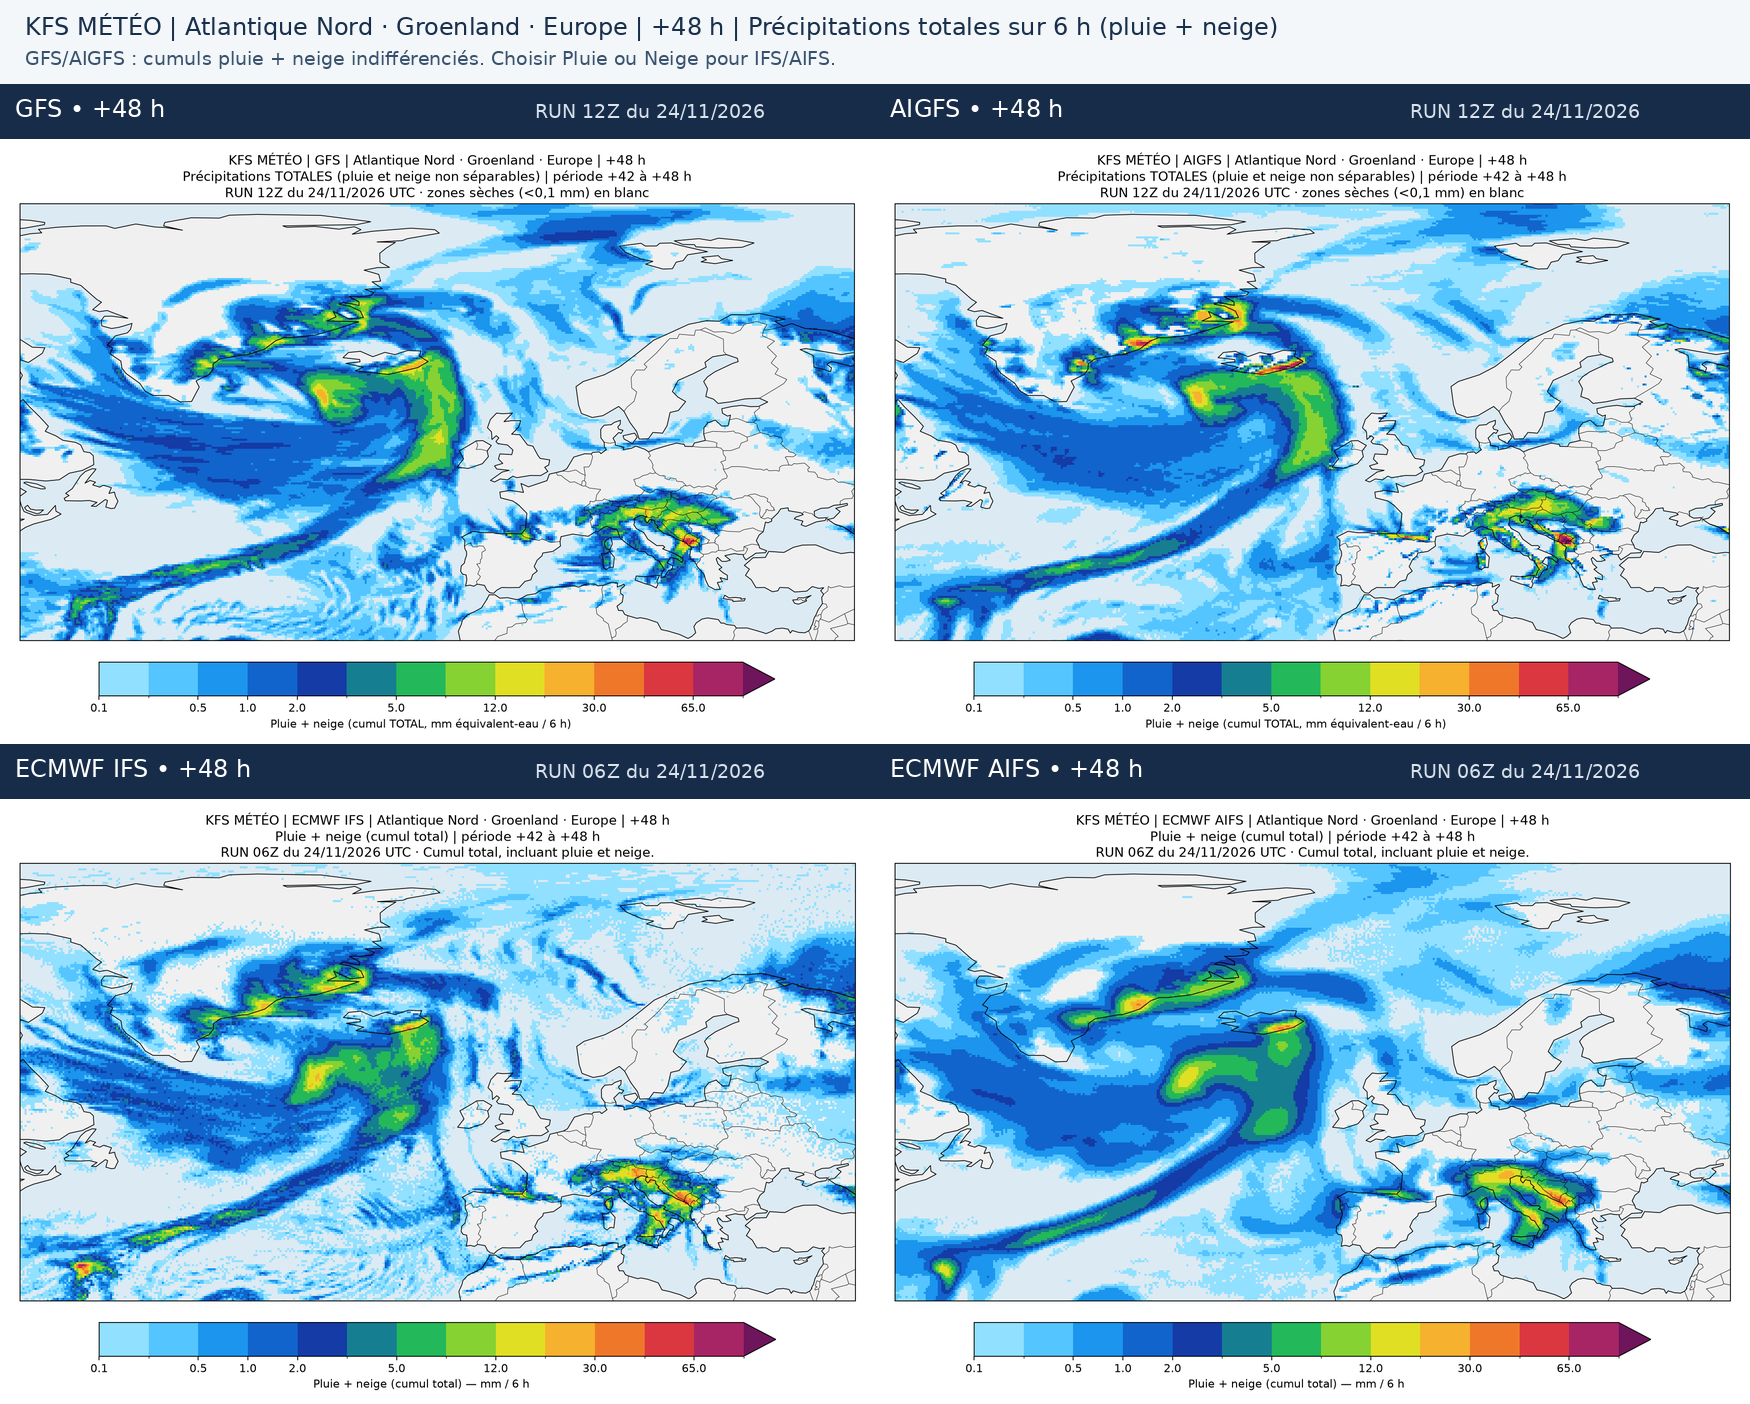 KFS MÉTÉO | Atlantique Nord · Groenland · Europe | +48 h | Précipitations totales sur 6 h (pluie + neige)
GFS/AIGFS : cumuls pluie + neige indifférenciés. Choisir Pluie ou Neige pour IFS/AIFS.
GFS • +48 h
RUN 12Z du 24/11/2026
AIGFS • +48 h
RUN 12Z du 24/11/2026
KFS MÉTÉO | GFS | Atlantique Nord · Groenland · Europe | +48 h
Précipitations TOTALES (pluie et neige non séparables) | période +42 à +48 h
RUN 12Z du 24/11/2026 UTC · zones sèches (<0,1 mm) en blanc
KFS MÉTÉO | AIGFS | Atlantique Nord · Groenland · Europe | +48 h
Précipitations TOTALES (pluie et neige non séparables) | période +42 à +48 h
RUN 12Z du 24/11/2026 UTC · zones sèches (<0,1 mm) en blanc
0.1 0.5 1.0 2.0 5.0 12.0 30.0 65.0
Pluie + neige (cumul TOTAL, mm équivalent-eau / 6 h)
0.1 0.5 1.0 2.0 5.0 12.0 30.0 65.0
Pluie + neige (cumul TOTAL, mm équivalent-eau / 6 h)
ECMWF IFS • +48 h
RUN 06Z du 24/11/2026
ECMWF AIFS • +48 h
RUN 06Z du 24/11/2026
KFS MÉTÉO | ECMWF IFS | Atlantique Nord · Groenland · Europe | +48 h
Pluie + neige (cumul total) | période +42 à +48 h
RUN 06Z du 24/11/2026 UTC · Cumul total, incluant pluie et neige.
KFS MÉTÉO | ECMWF AIFS | Atlantique Nord · Groenland · Europe | +48 h
Pluie + neige (cumul total) | période +42 à +48 h
RUN 06Z du 24/11/2026 UTC · Cumul total, incluant pluie et neige.
0.1 0.5 1.0 2.0 5.0 12.0 30.0 65.0
Pluie + neige (cumul total) — mm / 6 h
0.1 0.5 1.0 2.0 5.0 12.0 30.0 65.0
Pluie + neige (cumul total) — mm / 6 h